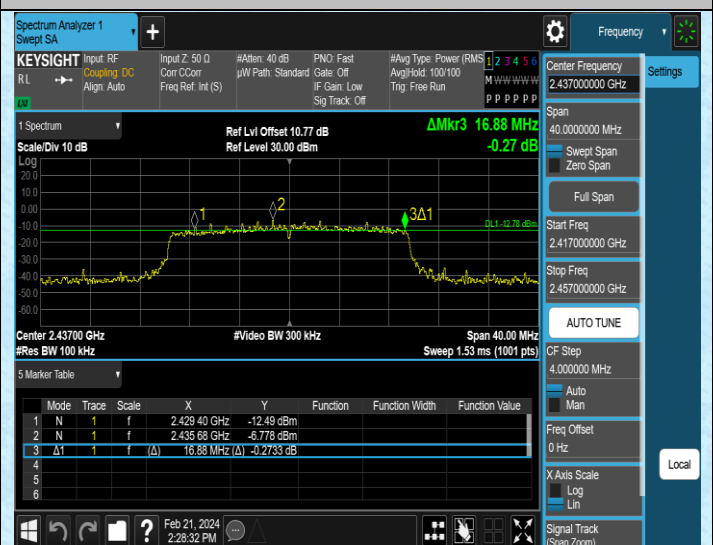 Spectrum Analyzer 1
Swept SA
+
Frequency
KEYSIGHT
RL
LXI
Input: RF
Coupling: DC
Align: Auto
Input Z: 50 Ω
Corr CCorr
Freq Ref: Int (S)
#Atten: 40 dB
µW Path: Standard
PNO: Fast
Gate: Off
IF Gain: Low
Sig Track: Off
#Avg Type: Power (RMS
Avg|Hold: 100/100
Trig: Free Run
1 2 3 4 5 6
M W W W W W
P P P P P P
1 Spectrum
Scale/Div 10 dB
Ref Lvl Offset 10.77 dB
Ref Level 30.00 dBm
ΔMkr3 16.88 MHz
-0.27 dB
Log
20.0
10.0
0.00
-10.0
-20.0
-30.0
-40.0
-50.0
-60.0
1
2
3Δ1
DL1 -12.78 dBm
Center 2.43700 GHz
#Video BW 300 kHz
Span 40.00 MHz
#Res BW 100 kHz
Sweep 1.53 ms (1001 pts)
5 Marker Table
Mode Trace Scale X Y Function Function Width Function Value
1 N 1 f 2.429 40 GHz -12.49 dBm
2 N 1 f 2.435 68 GHz -6.778 dBm
3 Δ1 1 f (Δ) 16.88 MHz (Δ) -0.2733 dB
4
5
6
Feb 21, 2024
2:28:32 PM
?
Center Frequency
2.437000000 GHz
Span
40.0000000 MHz
Swept Span
Zero Span
Full Span
Start Freq
2.417000000 GHz
Stop Freq
2.457000000 GHz
AUTO TUNE
CF Step
4.000000 MHz
Auto
Man
Freq Offset
0 Hz
X Axis Scale
Log
Lin
Signal Track
(Span Zoom)
Settings
Local